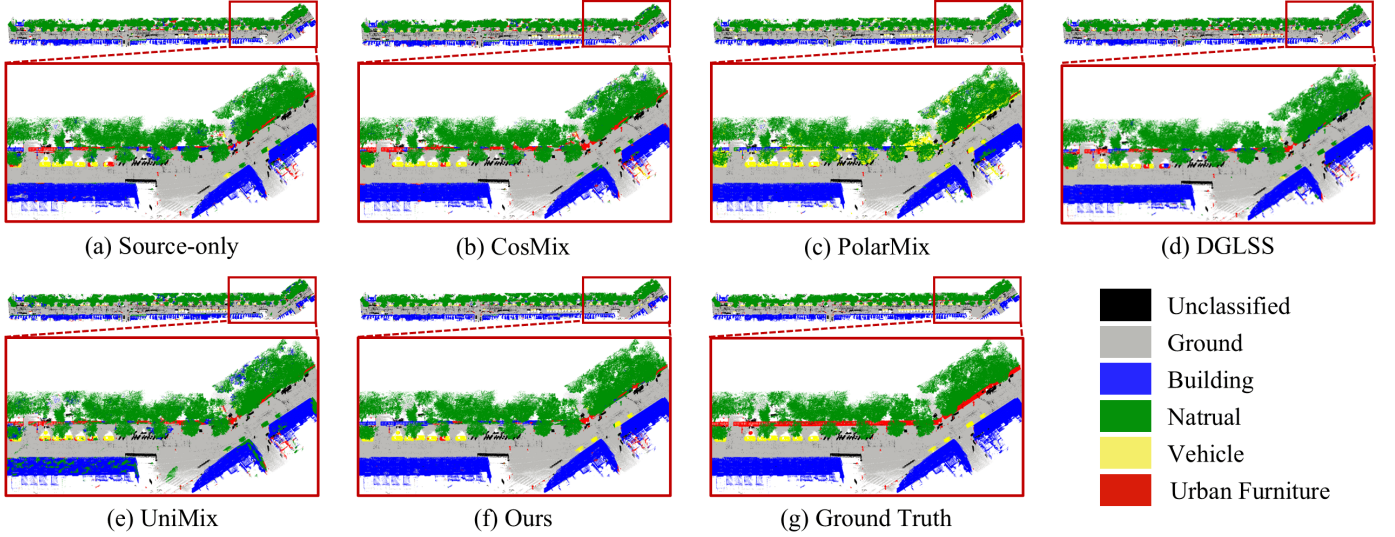 (a) Source-only
(b) CosMix
(c) PolarMix
(d) DGLSS
(e) UniMix
(f) Ours
(g) Ground Truth
Unclassified
Ground
Building
Natrual
Vehicle
Urban Furniture